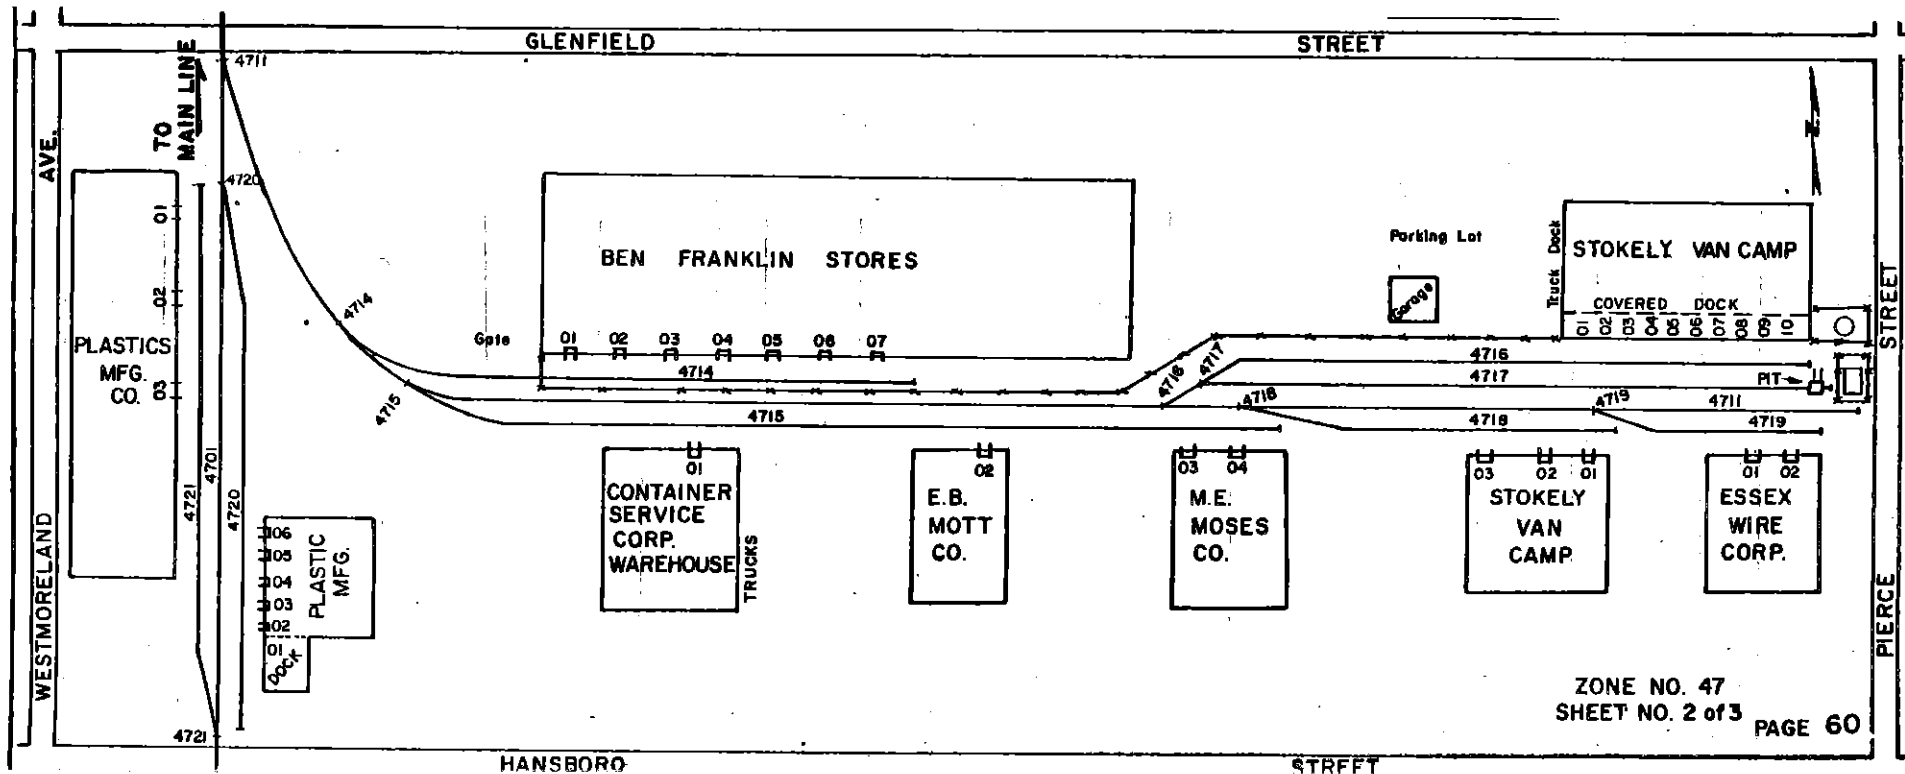 GLENFIELD STREET
4711
TO
MAIN LINE
AVE.
4720
01
02
03
PLASTICS
MFG.
CO.
WESTMORELAND
4714
4715
Gate
BEN FRANKLIN STORES
01 02 03 04 05 06 07
4714
4715
Parking Lot
Garage
Truck Dock
STOKELY VAN CAMP
COVERED DOCK
01 02 03 04 05 06 07 08 09 10
STREET
4716 4717
4716
4717
PIT
4718
4719
4711
4718
4719
4721
4701
4720
06
05
04
03
02
01
DOCK
PLASTIC
MFG.
01
CONTAINER
SERVICE
CORP.
WAREHOUSE
TRUCKS
02
E.B.
MOTT
CO.
03 04
M.E.
MOSES
CO.
03 02 01
STOKELY
VAN
CAMP
01 02
ESSEX
WIRE
CORP.
PIERCE
ZONE NO. 47
SHEET NO. 2 of 3
PAGE 60
4721
HANSBORO STREET